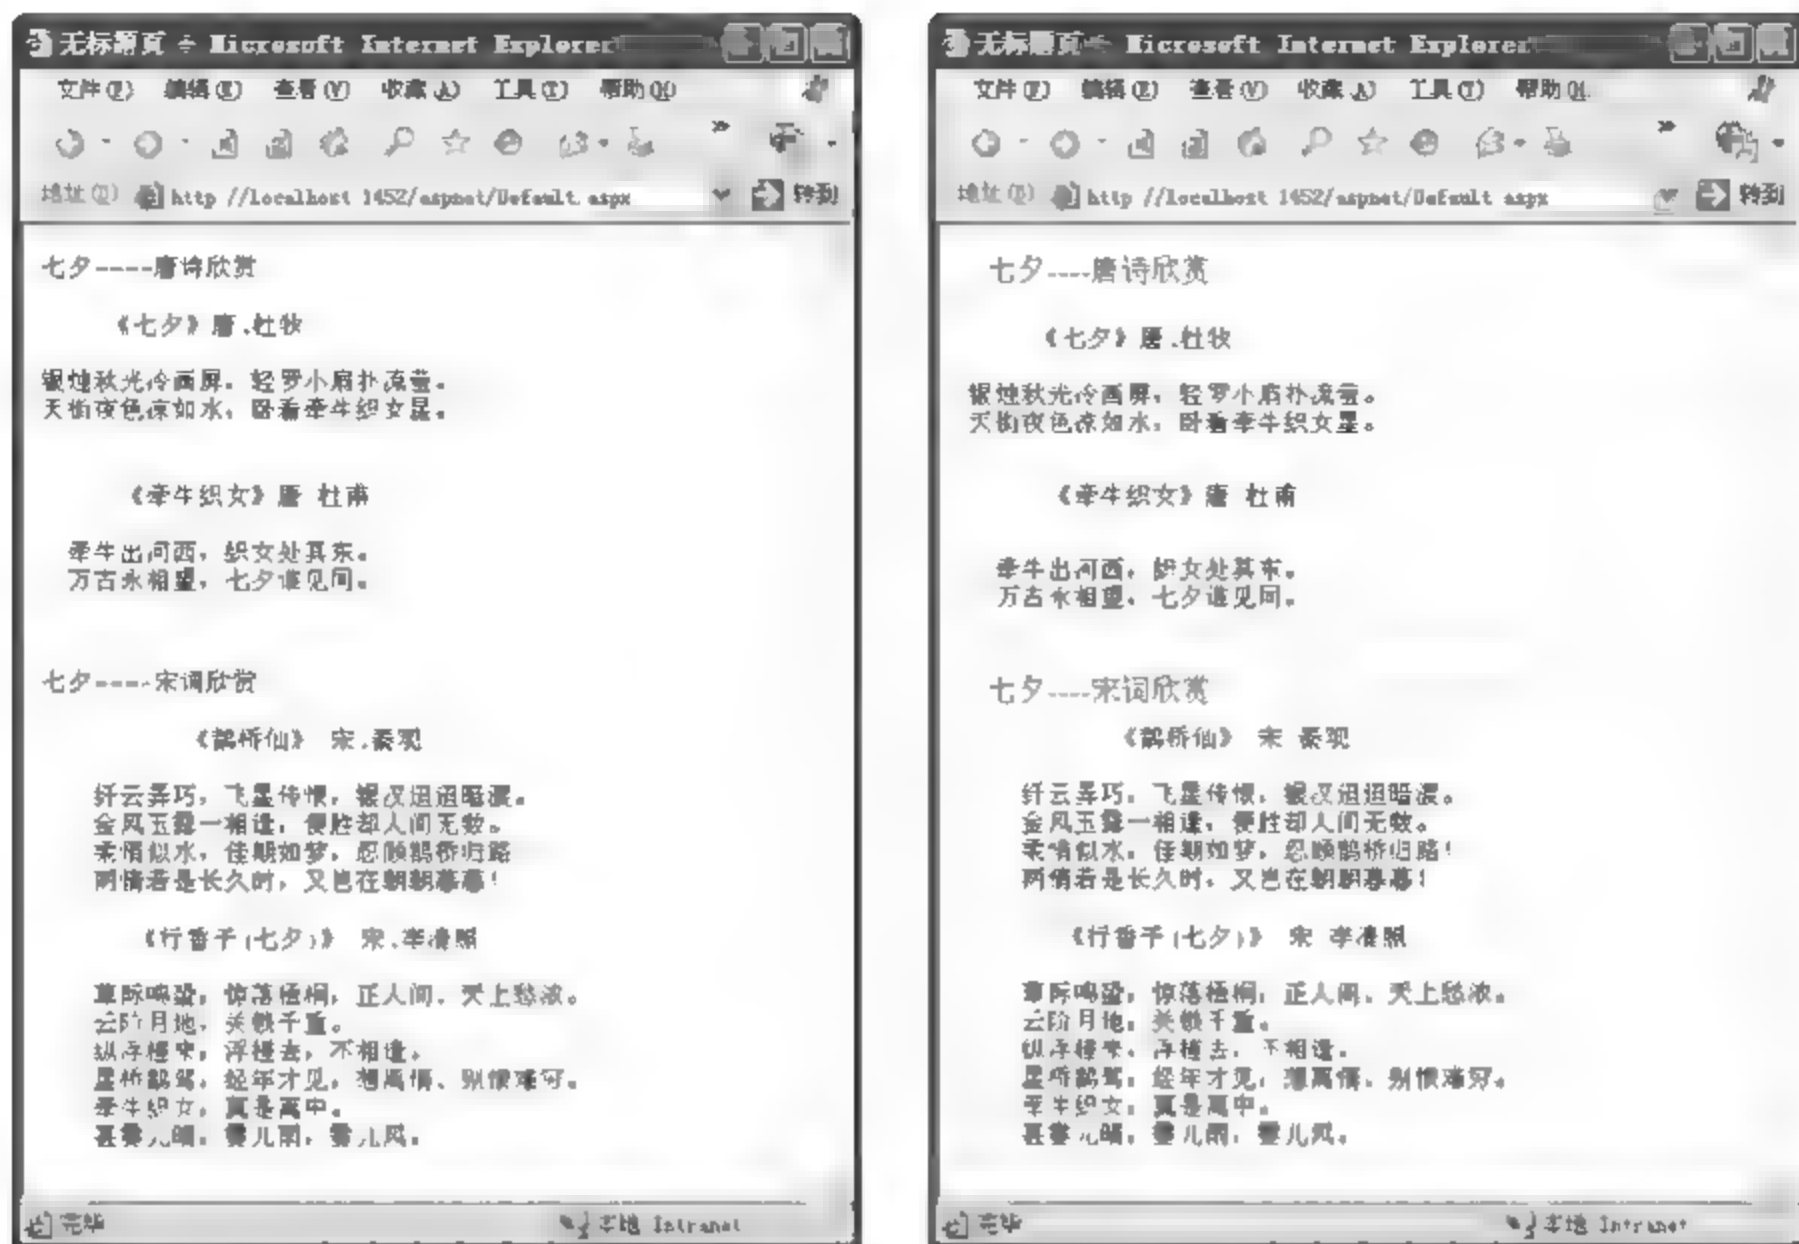 无标题页 - Microsoft Internet Explorer
文件(F) 编辑(E) 查看(V) 收藏(A) 工具(T) 帮助(H)
地址(D) http //localhost 1452/aspnet/Default.aspx 转到
七夕----唐诗欣赏
《七夕》唐.杜牧
银烛秋光冷画屏，轻罗小扇扑流萤。
天街夜色凉如水，卧看牵牛织女星。
《牵牛织女》唐 杜甫
牵牛出河西，织女处其东。
万古永相望，七夕谁见同。
七夕----宋词欣赏
《鹊桥仙》 宋.秦观
纤云弄巧，飞星传恨，银汉迢迢暗渡。
金风玉露一相逢，便胜却人间无数。
柔情似水，佳期如梦，忍顾鹊桥归路
两情若是长久时，又岂在朝朝暮暮！
《行香子(七夕)》 宋.李清照
草际鸣蛩，惊落梧桐，正人间、天上愁浓。
云阶月地，关锁千重。
纵浮槎来，浮槎去，不相逢。
星桥鹊驾，经年才见，想离情、别恨难穷。
牵牛织女，莫是离中。
甚霎儿晴，霎儿雨，霎儿风。
完毕 本地 Intranet
无标题页 - Microsoft Internet Explorer
文件(F) 编辑(E) 查看(V) 收藏(A) 工具(T) 帮助(H)
地址(D) http //localhost 1452/aspnet/Default aspx 转到
七夕----唐诗欣赏
《七夕》唐.杜牧
银烛秋光冷画屏，轻罗小扇扑流萤。
天街夜色凉如水，卧看牵牛织女星。
《牵牛织女》唐 杜甫
牵牛出河西，织女处其东。
万古永相望，七夕谁见同。
七夕----宋词欣赏
《鹊桥仙》 宋 秦观
纤云弄巧，飞星传恨，银汉迢迢暗渡。
金风玉露一相逢，便胜却人间无数。
柔情似水，佳期如梦，忍顾鹊桥归路！
两情若是长久时，又岂在朝朝暮暮！
《行香子(七夕)》 宋 李清照
草际鸣蛩，惊落梧桐，正人间、天上愁浓。
云阶月地，关锁千重。
纵浮槎来，浮槎去，不相逢。
星桥鹊驾，经年才见，想离情、别恨难穷。
牵牛织女，莫是离中。
甚霎儿晴，霎儿雨，霎儿风。
完毕 本地 Intranet